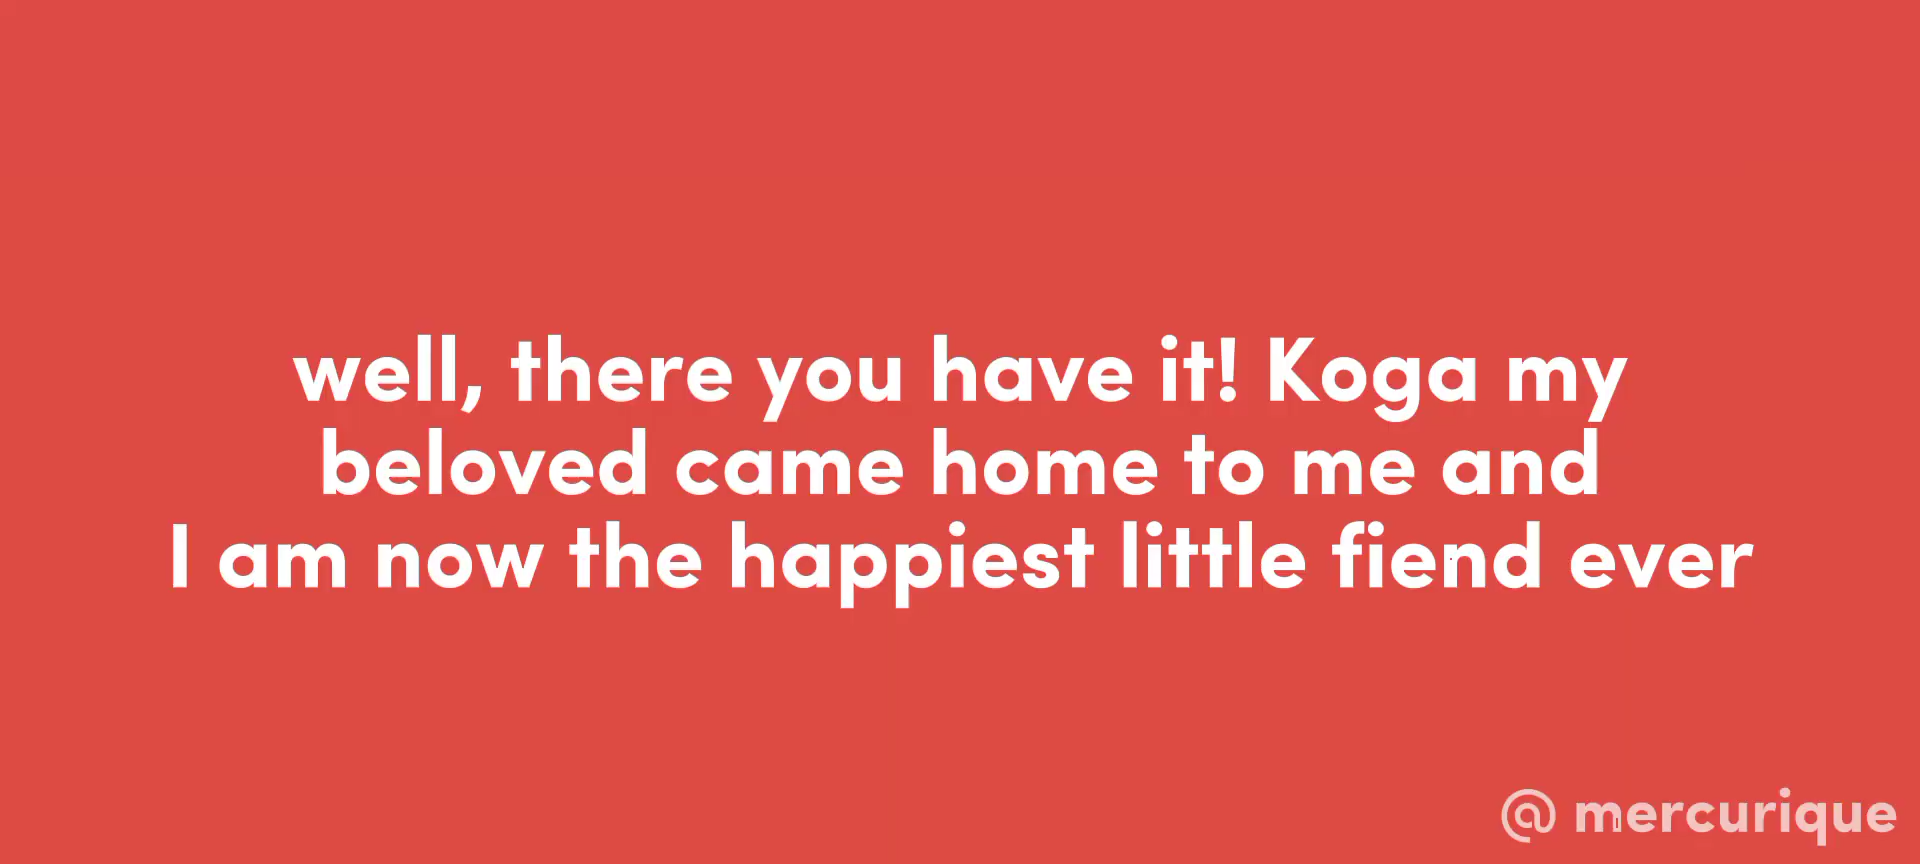 well, there you have it! Koga my
beloved came home to me and
I am now the happiest little fiend ever
@mercurique